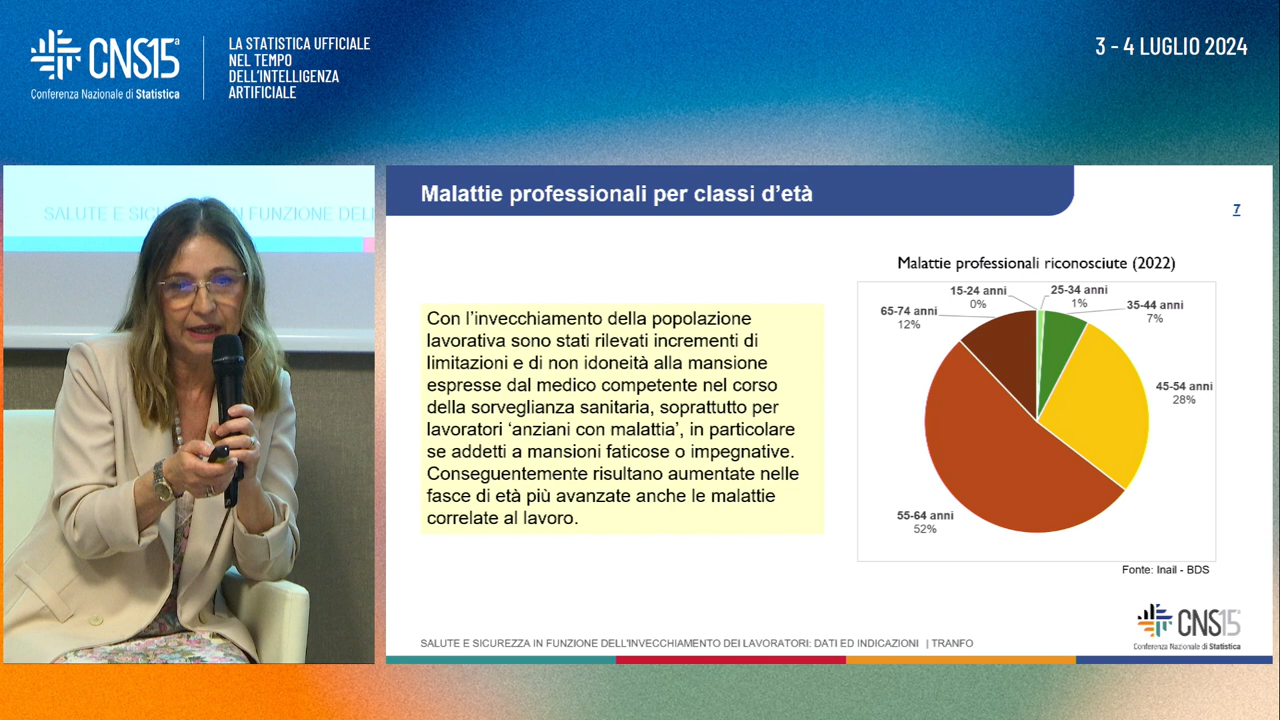 CNS15ª
Conferenza Nazionale di Statistica
LA STATISTICA UFFICIALE
NEL TEMPO
DELL'INTELLIGENZA
ARTIFICIALE
3 - 4 LUGLIO 2024
SALUTE E SIC N FUNZIONE DELL
Malattie professionali per classi d'età
7
Con l'invecchiamento della popolazione
lavorativa sono stati rilevati incrementi di
limitazioni e di non idoneità alla mansione
espresse dal medico competente nel corso
della sorveglianza sanitaria, soprattutto per
lavoratori 'anziani con malattia', in particolare
se addetti a mansioni faticose o impegnative.
Conseguentemente risultano aumentate nelle
fasce di età più avanzate anche le malattie
correlate al lavoro.
Malattie professionali riconosciute (2022)
15-24 anni
0%
25-34 anni
1%
35-44 anni
7%
65-74 anni
12%
45-54 anni
28%
55-64 anni
52%
Fonte: Inail - BDS
SALUTE E SICUREZZA IN FUNZIONE DELL'INVECCHIAMENTO DEI LAVORATORI: DATI ED INDICAZIONI | TRANFO
CNS15
Conferenza Nazionale di Statistica